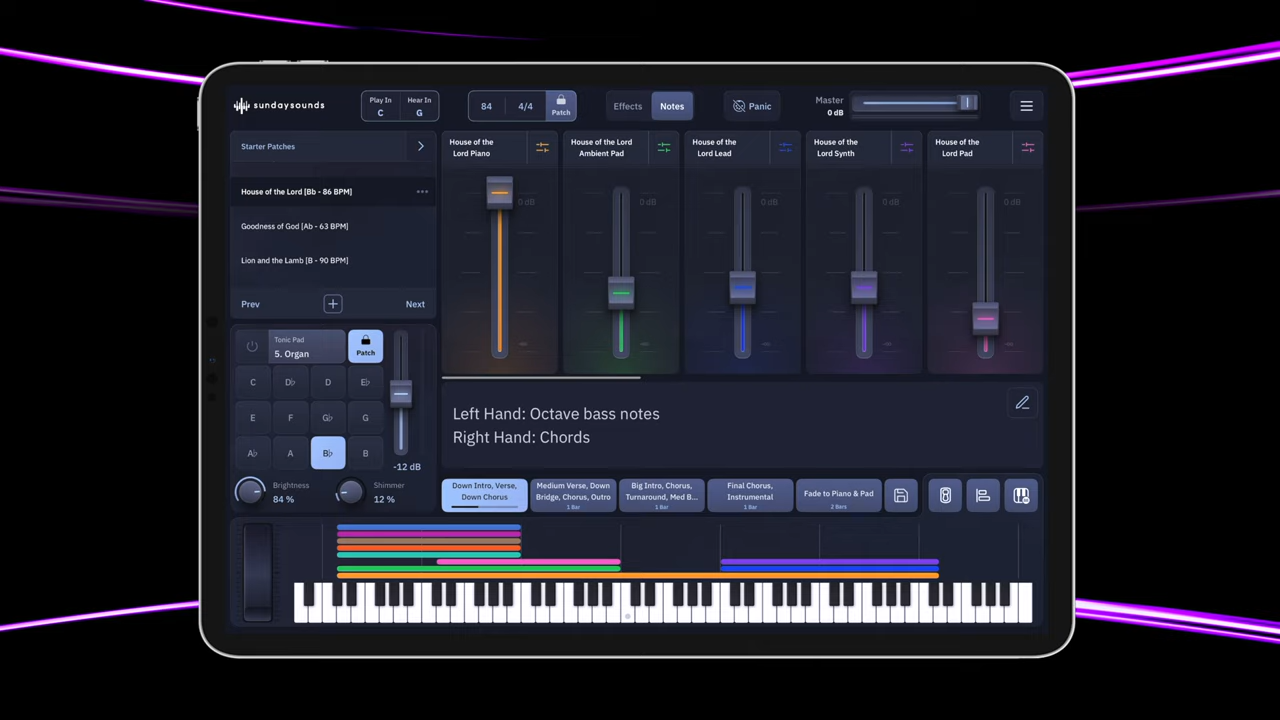 sundaysounds
Play In
C
Hear In
G
84
4/4
Patch
Effects
Notes
Panic
Master
0 dB
Starter Patches
House of the Lord [Bb - 86 BPM]
Goodness of God [Ab - 63 BPM]
Lion and the Lamb [B - 90 BPM]
Prev
Next
House of the
Lord Piano
0 dB
House of the Lord
Ambient Pad
0 dB
House of the
Lord Lead
0 dB
House of the
Lord Synth
0 dB
House of the
Lord Pad
0 dB
Tonic Pad
5. Organ
Patch
C D♭ D E♭
E F G♭ G
A♭ A B♭ B
-12 dB
Brightness
84 %
Shimmer
12 %
Left Hand: Octave bass notes
Right Hand: Chords
Down Intro, Verse,
Down Chorus
Medium Verse, Down
Bridge, Chorus, Outro
1 Bar
Big Intro, Chorus,
Turnaround, Med B...
1 Bar
Final Chorus,
Instrumental
1 Bar
Fade to Piano & Pad
2 Bars